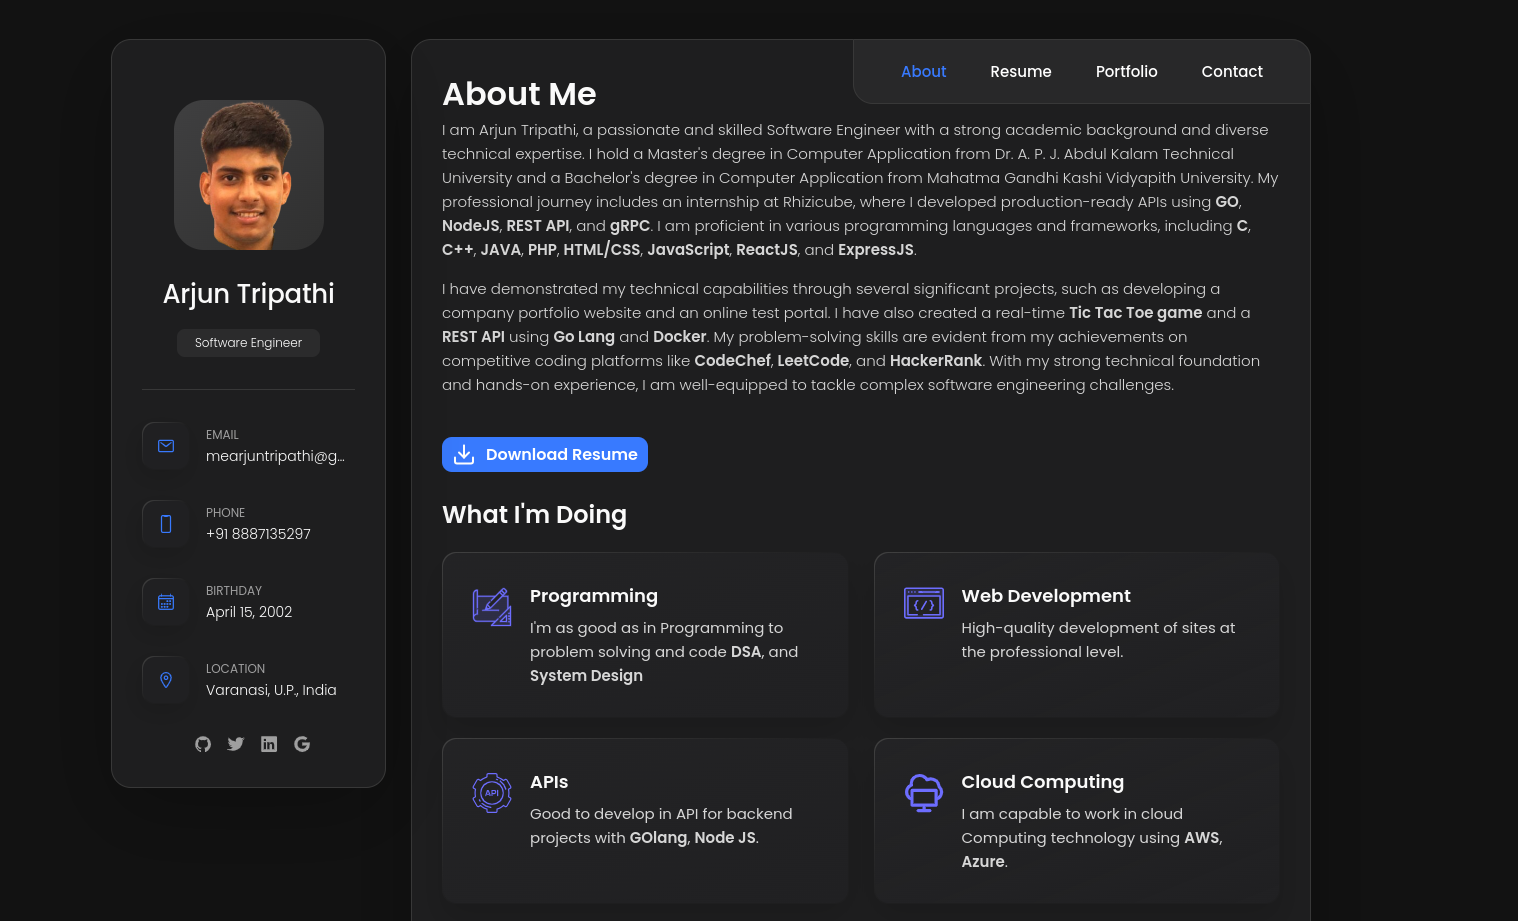 Arjun Tripathi
Software Engineer
EMAIL
mearjuntripathi@g...
PHONE
+91 8887135297
BIRTHDAY
April 15, 2002
LOCATION
Varanasi, U.P., India
About
Resume
Portfolio
Contact
About Me
I am Arjun Tripathi, a passionate and skilled Software Engineer with a strong academic background and diverse
technical expertise. I hold a Master's degree in Computer Application from Dr. A. P. J. Abdul Kalam Technical
University and a Bachelor's degree in Computer Application from Mahatma Gandhi Kashi Vidyapith University. My
professional journey includes an internship at Rhizicube, where I developed production-ready APIs using GO,
NodeJS, REST API, and gRPC. I am proficient in various programming languages and frameworks, including C,
C++, JAVA, PHP, HTML/CSS, JavaScript, ReactJS, and ExpressJS.
I have demonstrated my technical capabilities through several significant projects, such as developing a
company portfolio website and an online test portal. I have also created a real-time Tic Tac Toe game and a
REST API using Go Lang and Docker. My problem-solving skills are evident from my achievements on
competitive coding platforms like CodeChef, LeetCode, and HackerRank. With my strong technical foundation
and hands-on experience, I am well-equipped to tackle complex software engineering challenges.
Download Resume
What I'm Doing
Programming
I'm as good as in Programming to
problem solving and code DSA, and
System Design
Web Development
High-quality development of sites at
the professional level.
API
APIs
Good to develop in API for backend
projects with GOlang, Node JS.
Cloud Computing
I am capable to work in cloud
Computing technology using AWS,
Azure.